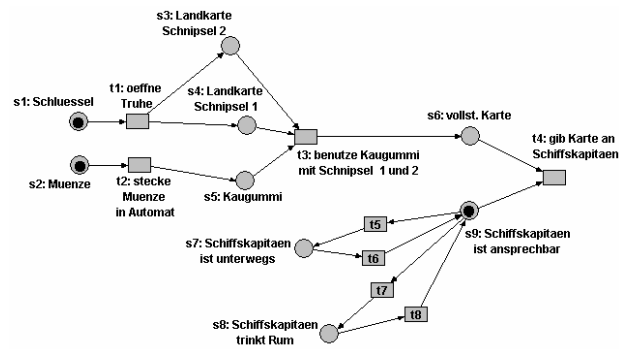 s3: Landkarte
Schnipsel 2
t1: oeffne
Truhe
s4: Landkarte
Schnipsel 1
s1: Schluessel
s6: vollst. Karte
t4: gib Karte an
Schiffskapitaen
t3: benutze Kaugummi
mit Schnipsel 1 und 2
s2: Muenze
t2: stecke
Muenze
in Automat
s5: Kaugummi
t5
s9: Schiffskapitaen
ist ansprechbar
s7: Schiffskapitaen
ist unterwegs
t6
t7
t8
s8: Schiffskapitaen
trinkt Rum